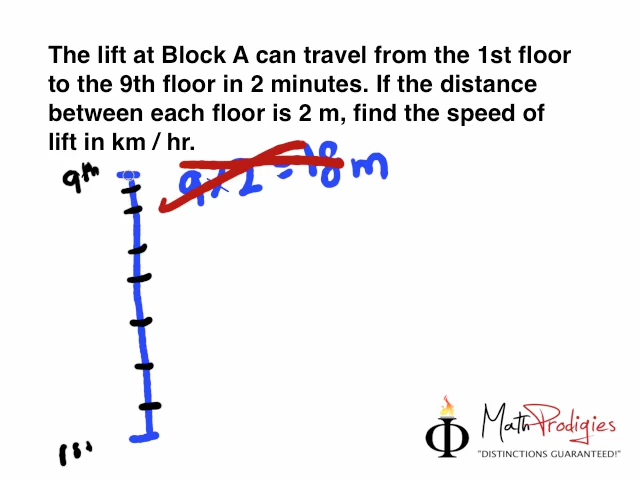 The lift at Block A can travel from the 1st floor
to the 9th floor in 2 minutes. If the distance
between each floor is 2 m, find the speed of
lift in km / hr.
9 x 2 = 18 m
9th
1st
Math Prodigies
"DISTINCTIONS GUARANTEED!"